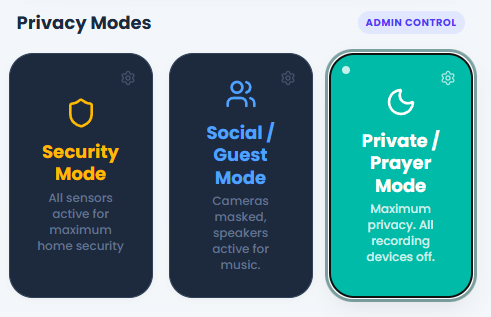 Privacy Modes
ADMIN CONTROL
Security
Mode
All sensors
active for
maximum
home security
Social /
Guest
Mode
Cameras
masked,
speakers
active for
music.
Private /
Prayer
Mode
Maximum
privacy. All
recording
devices off.